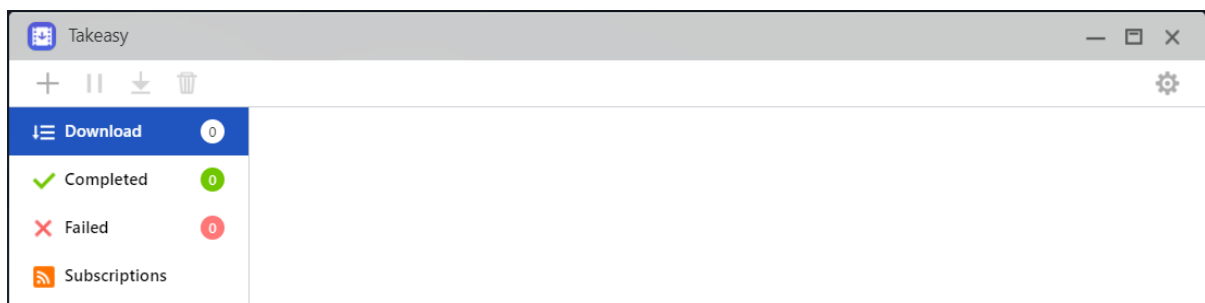 Takeasy
Download 0
Completed 0
Failed 0
Subscriptions